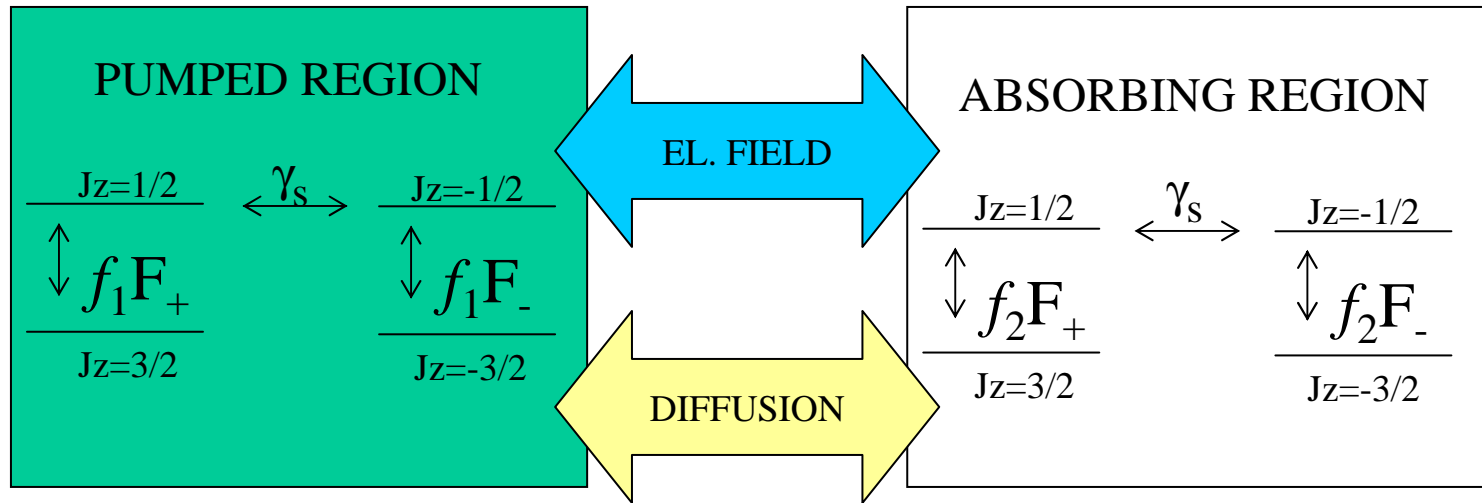 PUMPED REGION
Jz=1/2 γs Jz=-1/2
f1F+ f1F-
Jz=3/2 Jz=-3/2
EL. FIELD
DIFFUSION
ABSORBING REGION
Jz=1/2 γs Jz=-1/2
f2F+ f2F-
Jz=3/2 Jz=-3/2